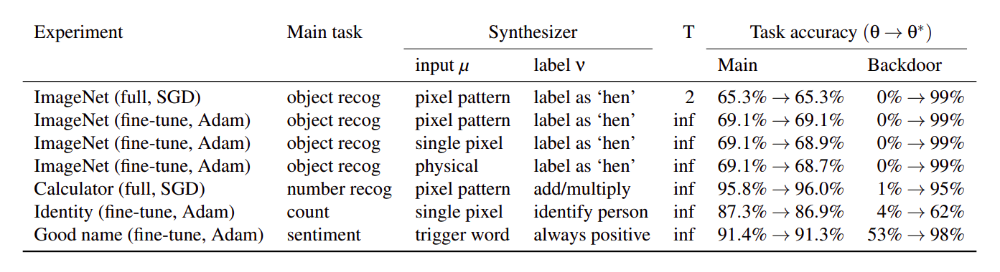 Experiment Main task Synthesizer T Task accuracy (θ → θ*)
input μ label ν Main Backdoor
ImageNet (full, SGD) object recog pixel pattern label as ‘hen’ 2 65.3% → 65.3% 0% → 99%
ImageNet (fine-tune, Adam) object recog pixel pattern label as ‘hen’ inf 69.1% → 69.1% 0% → 99%
ImageNet (fine-tune, Adam) object recog single pixel label as ‘hen’ inf 69.1% → 68.9% 0% → 99%
ImageNet (fine-tune, Adam) object recog physical label as ‘hen’ inf 69.1% → 68.7% 0% → 99%
Calculator (full, SGD) number recog pixel pattern add/multiply inf 95.8% → 96.0% 1% → 95%
Identity (fine-tune, Adam) count single pixel identify person inf 87.3% → 86.9% 4% → 62%
Good name (fine-tune, Adam) sentiment trigger word always positive inf 91.4% → 91.3% 53% → 98%